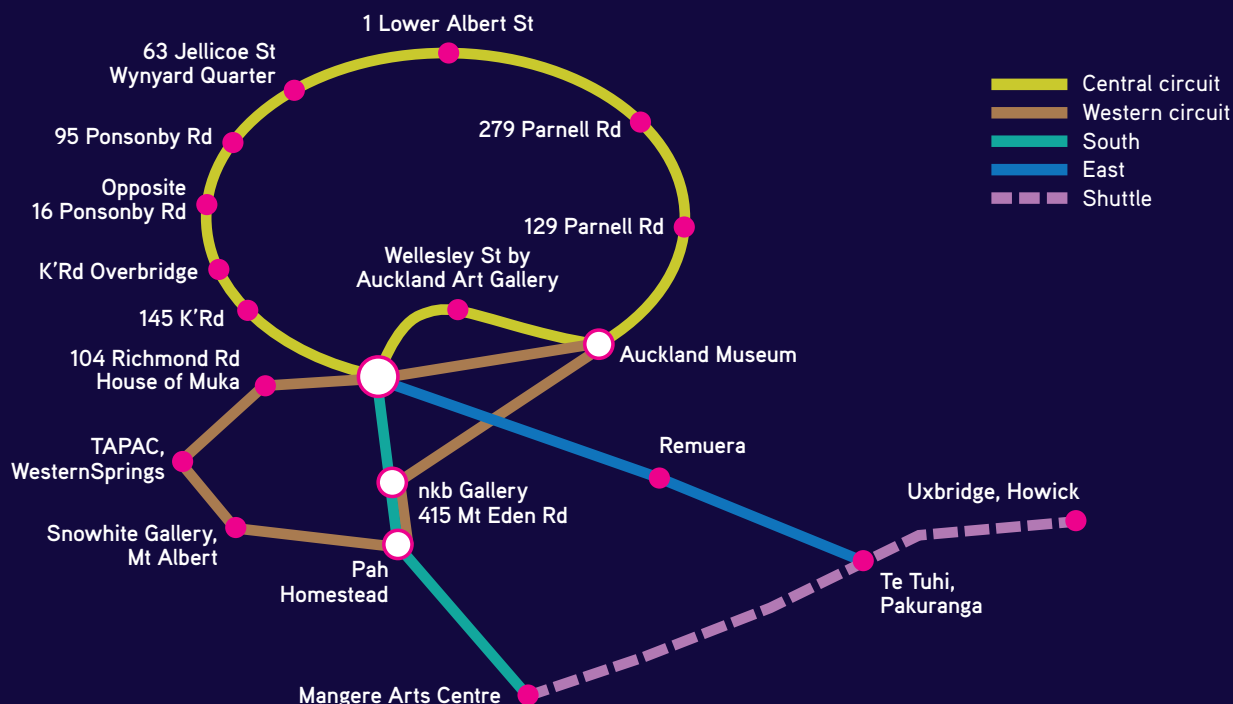 1 Lower Albert St
63 Jellicoe St
Wynyard Quarter
95 Ponsonby Rd
279 Parnell Rd
Opposite
16 Ponsonby Rd
129 Parnell Rd
K'Rd Overbridge
Wellesley St by
Auckland Art Gallery
145 K'Rd
Auckland Museum
104 Richmond Rd
House of Muka
TAPAC,
WesternSprings
Remuera
nkb Gallery
415 Mt Eden Rd
Uxbridge, Howick
Snowhite Gallery,
Mt Albert
Pah
Homestead
Te Tuhi,
Pakuranga
Mangere Arts Centre
Central circuit
Western circuit
South
East
Shuttle